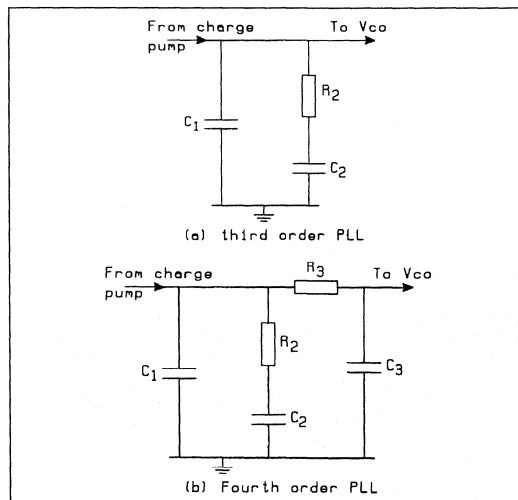 From charge To Vco
pump
R2
C1
C2
(a) third order PLL
From charge R3 To Vco
pump
R2
C1 C3
C2
(b) Fourth order PLL